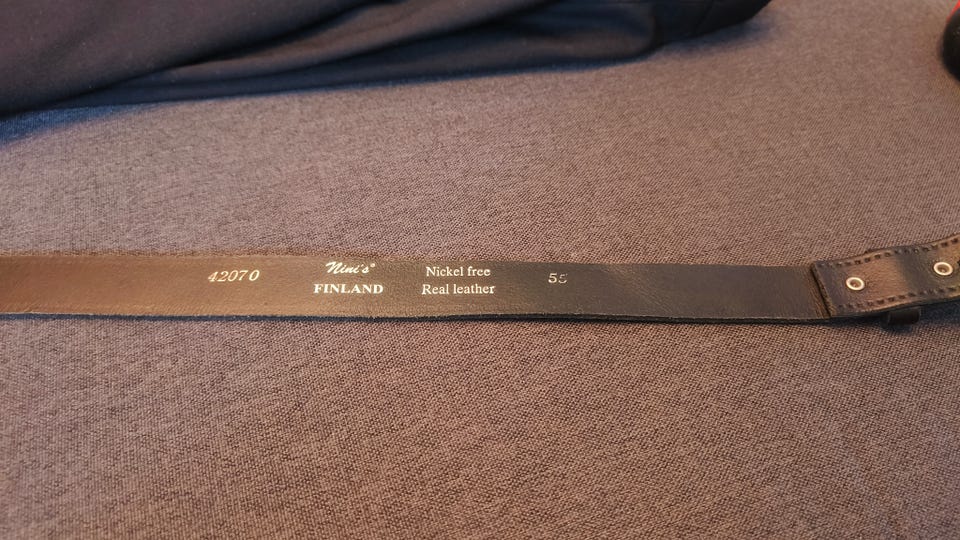 42070
Nini's®
FINLAND
Nickel free
Real leather
55